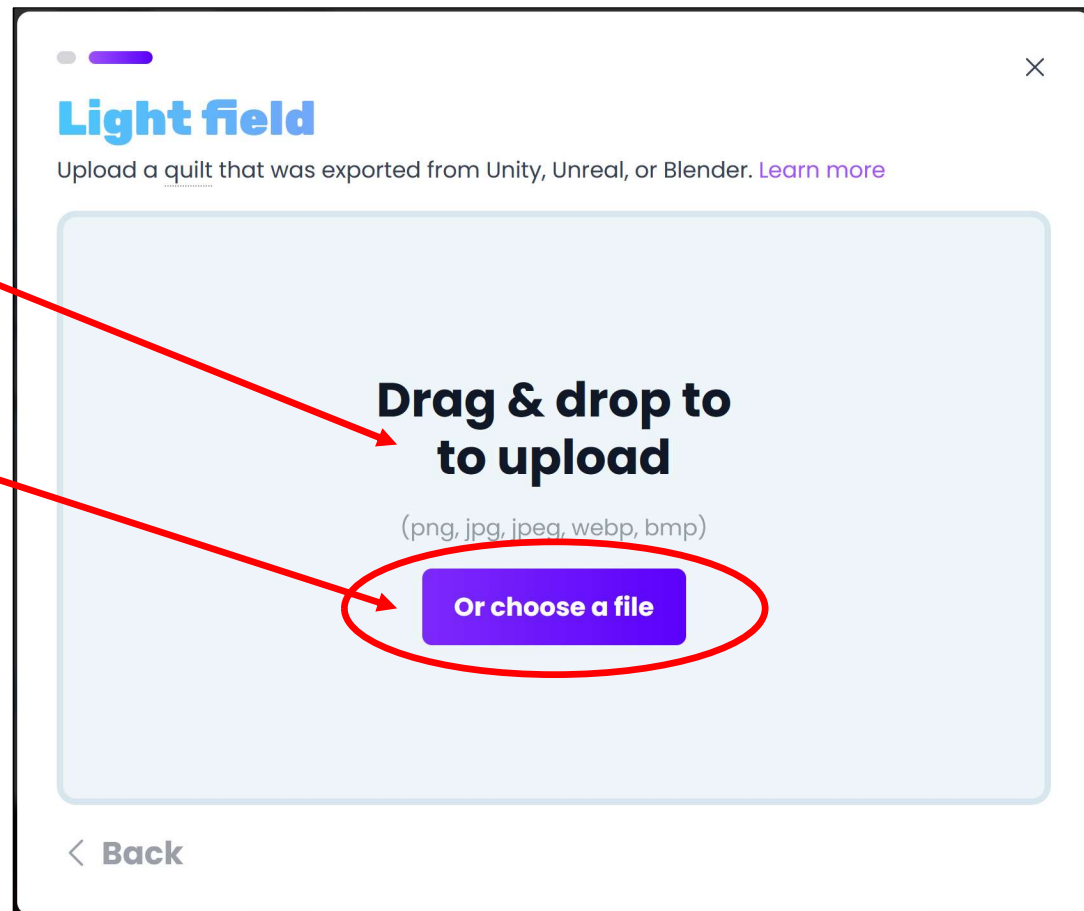 Light field
Upload a quilt that was exported from Unity, Unreal, or Blender. Learn more
Drag & drop to
to upload
(png, jpg, jpeg, webp, bmp)
Or choose a file
Back